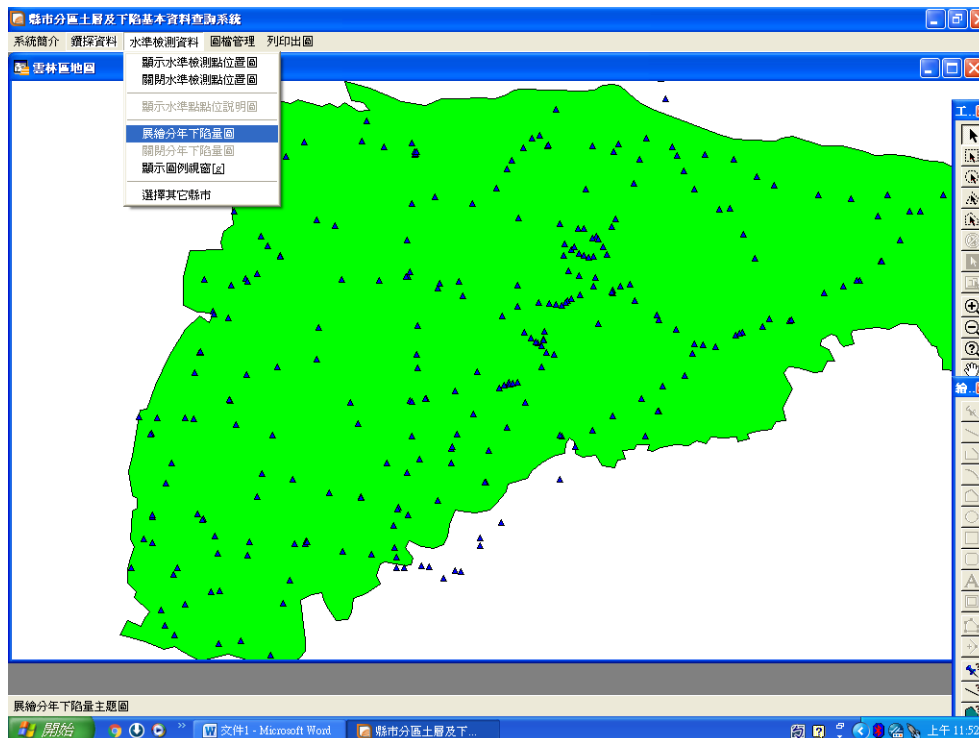 縣市分區土層及下陷基本資料查詢系統
系統簡介 鑽探資料 水準檢測資料 圖檔管理 列印出圖
雲林區地圖
顯示水準檢測點位置圖
關閉水準檢測點位置圖
顯示水準點點位說明圖
展繪分年下陷量圖
關閉分年下陷量圖
顯示圖例視窗[g]
選擇其它縣市
工..
繪..
A
展繪分年下陷量主題圖
開始
文件1 - Microsoft Word
縣市分區土層及下...
上午 11:52